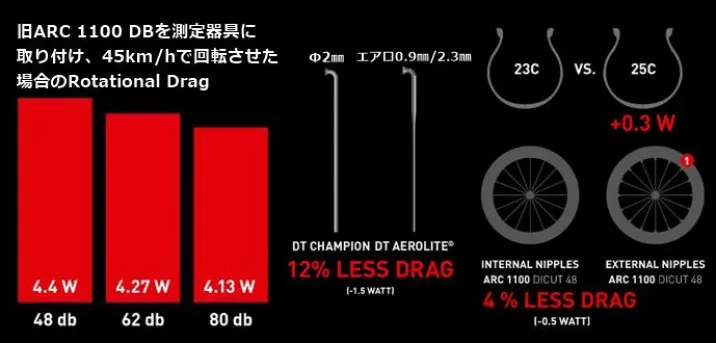 旧ARC 1100 DBを測定器具に
取り付け、45km/hで回転させた
場合のRotational Drag
4.4 W
4.27 W
4.13 W
48 db
62 db
80 db
Φ2㎜
エアロ0.9㎜/2.3㎜
DT CHAMPION DT AEROLITE®
12% LESS DRAG
(-1.5 WATT)
23C
VS.
25C
+0.3 W
1
INTERNAL NIPPLES
ARC 1100 DICUT 48
EXTERNAL NIPPLES
ARC 1100 DICUT 48
4 % LESS DRAG
(-0.5 WATT)